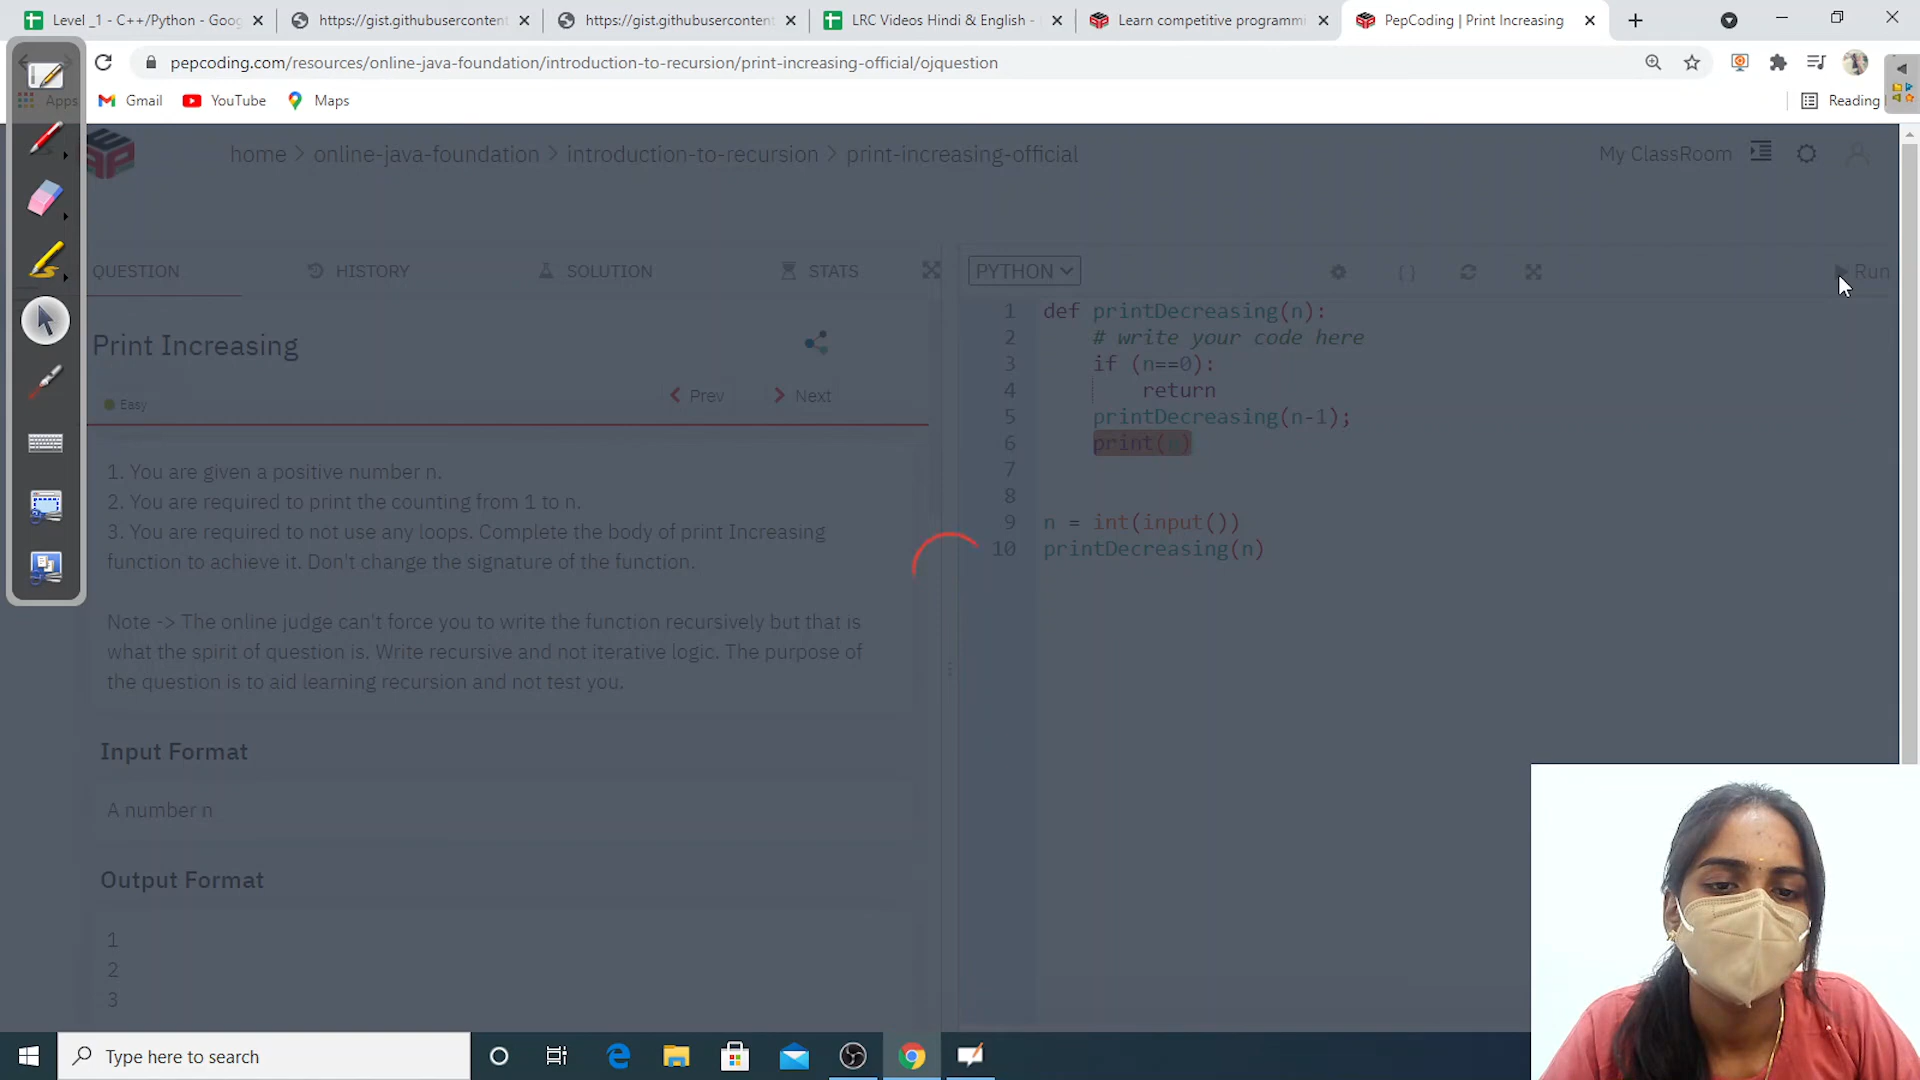 Level _1 - C++/Python - Goog
https://gist.githubusercontent
https://gist.githubusercontent
LRC Videos Hindi & English -
Learn competitive programmi
PepCoding | Print Increasing
pepcoding.com/resources/online-java-foundation/introduction-to-recursion/print-increasing-official/ojquestion
Apps
Gmail
YouTube
Maps
Reading
home > online-java-foundation > introduction-to-recursion > print-increasing-official
My ClassRoom
QUESTION
HISTORY
SOLUTION
STATS
Print Increasing
Easy
Prev
Next
1. You are given a positive number n.
2. You are required to print the counting from 1 to n.
3. You are required to not use any loops. Complete the body of print Increasing
function to achieve it. Don't change the signature of the function.
Note -> The online judge can't force you to write the function recursively but that is
what the spirit of question is. Write recursive and not iterative logic. The purpose of
the question is to aid learning recursion and not test you.
Input Format
A number n
Output Format
1
2
3
PYTHON
{ }
Run
1 def printDecreasing(n):
2 # write your code here
3 if (n==0):
4 return
5 printDecreasing(n-1);
6 print(n)
7
8
9 n = int(input())
10 printDecreasing(n)
Type here to search